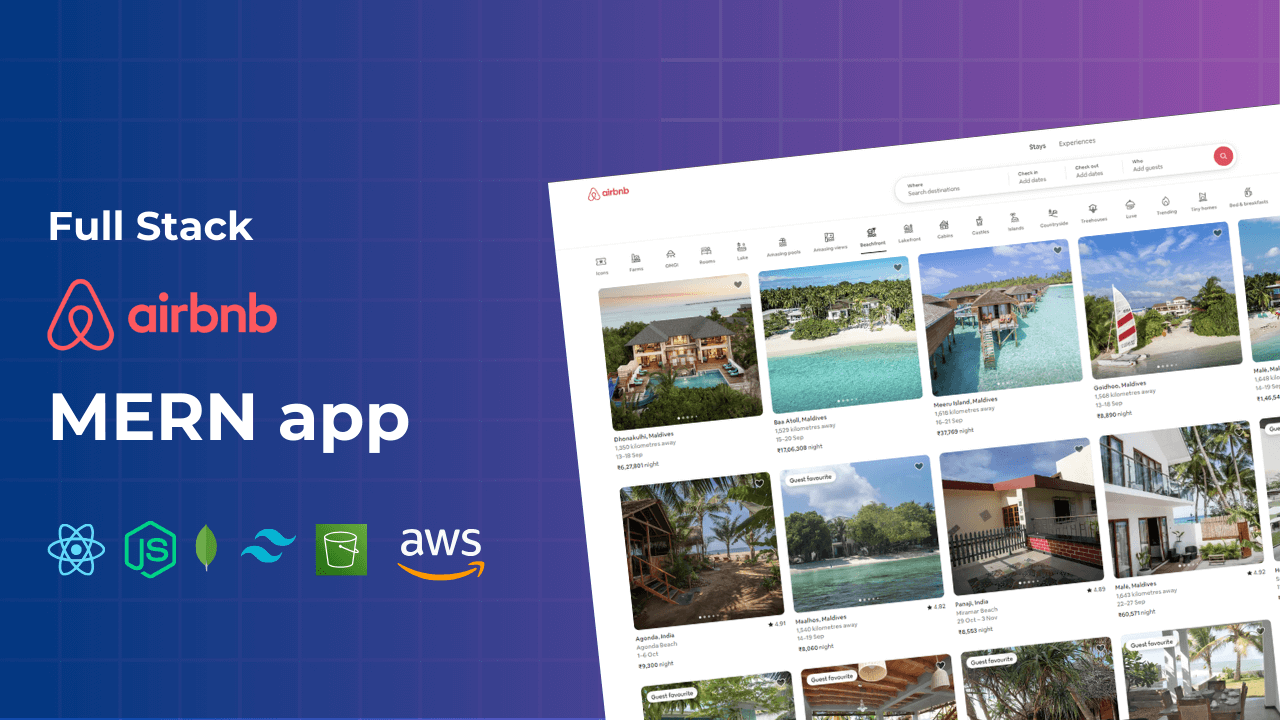 Full Stack
airbnb
MERN app
JS
aws
airbnb
Stays
Experiences
Where
Search destinations
Check in
Add dates
Check out
Add dates
Who
Add guests
Icons
Farms
OMG!
Rooms
Lake
Amazing pools
Amazing views
Beachfront
Lakefront
Cabins
Castles
Islands
Countryside
Treehouses
Luxe
Trending
Tiny homes
Bed & breakfasts
Dhonakulhi, Maldives
1,350 kilometres away
13–18 Sep
₹6,27,801 night
Baa Atoll, Maldives
1,529 kilometres away
15–20 Sep
₹17,06,308 night
Meeru Island, Maldives
1,616 kilometres away
16–21 Sep
₹37,769 night
Goidhoo, Maldives
1,568 kilometres away
13–18 Sep
₹8,890 night
1,648
14–19 Sep
Agonda, India
4.91
Agonda Beach
1–6 Oct
₹9,300 night
Guest favourite
Maalhos, Maldives
4.82
1,540 kilometres away
14–19 Sep
₹8,060 night
Panaji, India
4.89
Miramar Beach
29 Oct – 3 Nov
₹8,553 night
Malé, Maldives
4.92
1,643 kilometres away
22–27 Sep
₹60,571 night
Guest favourite
Guest favourite
Guest favourite
Guest favourite